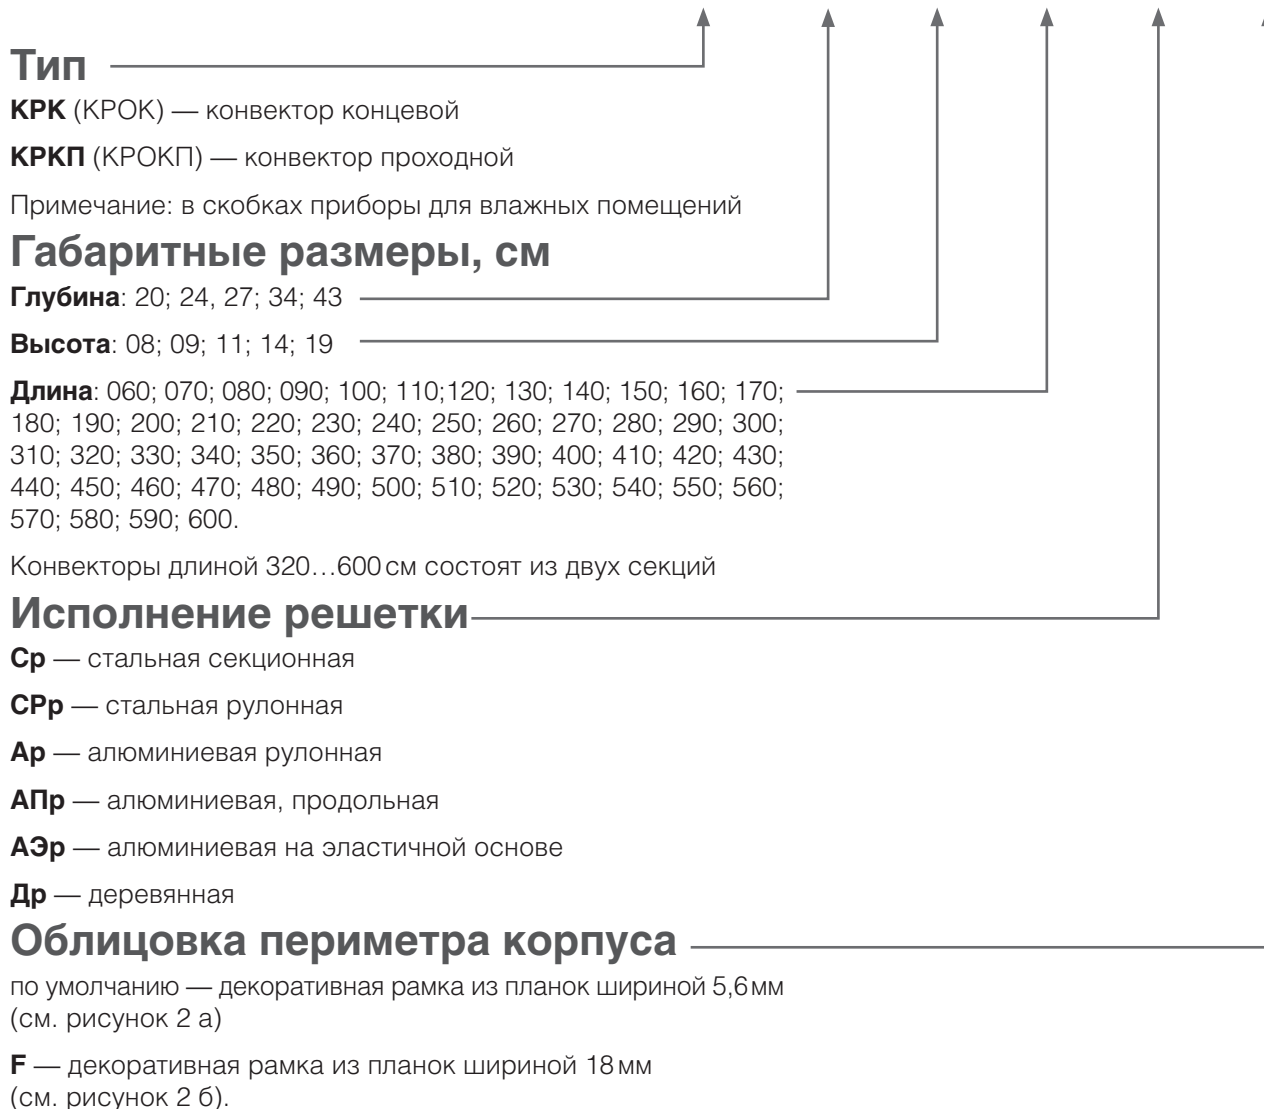 Тип
КРК (КРОК) — конвектор концевой
КРКП (КРОКП) — конвектор проходной
Примечание: в скобках приборы для влажных помещений
Габаритные размеры, см
Глубина: 20; 24, 27; 34; 43
Высота: 08; 09; 11; 14; 19
Длина: 060; 070; 080; 090; 100; 110;120; 130; 140; 150; 160; 170;
180; 190; 200; 210; 220; 230; 240; 250; 260; 270; 280; 290; 300;
310; 320; 330; 340; 350; 360; 370; 380; 390; 400; 410; 420; 430;
440; 450; 460; 470; 480; 490; 500; 510; 520; 530; 540; 550; 560;
570; 580; 590; 600.
Конвекторы длиной 320…600 см состоят из двух секций
Исполнение решетки
Ср — стальная секционная
СРр — стальная рулонная
Ар — алюминиевая рулонная
АПр — алюминиевая, продольная
АЭр — алюминиевая на эластичной основе
Др — деревянная
Облицовка периметра корпуса
по умолчанию — декоративная рамка из планок шириной 5,6 мм
(см. рисунок 2 а)
F — декоративная рамка из планок шириной 18 мм
(см. рисунок 2 б).